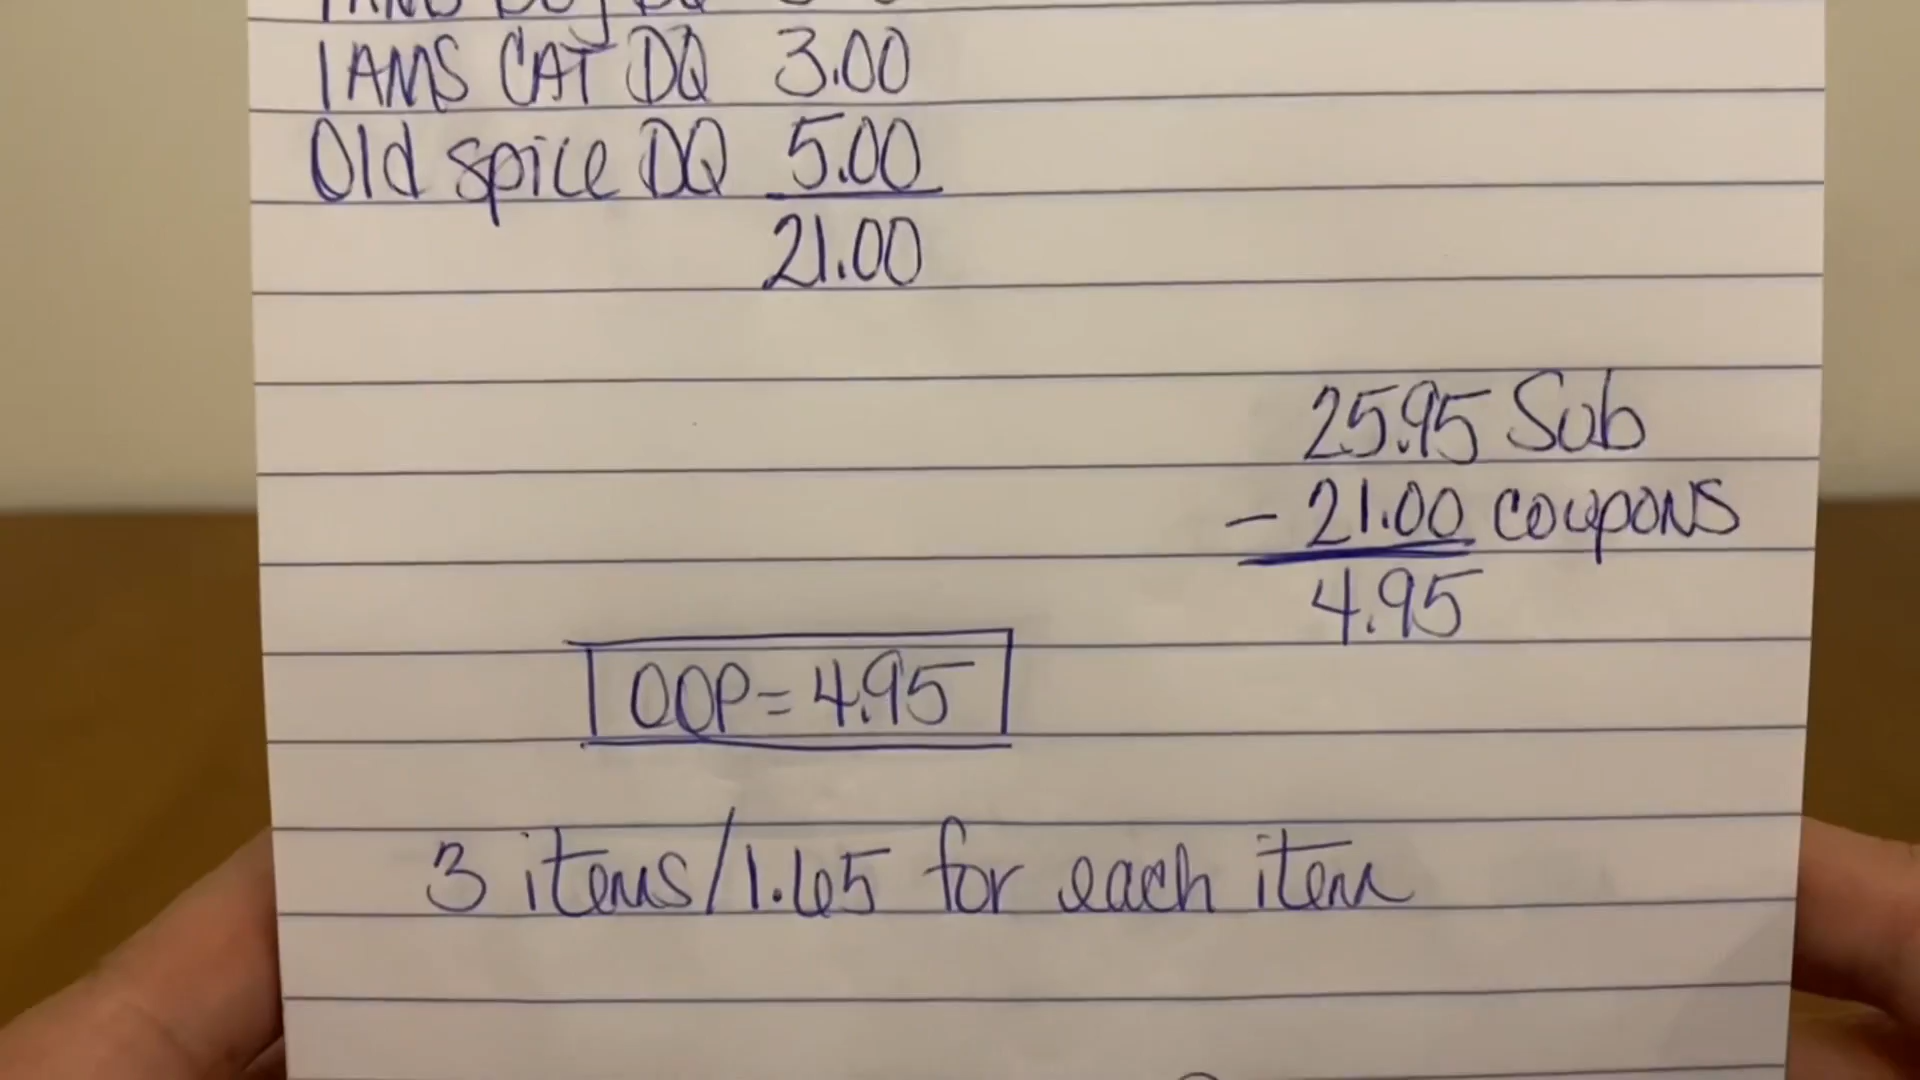 IAMS CAT DQ 3.00
Old spice DQ 5.00
21.00
25.95 Sub
- 21.00 coupons
4.95
OOP = 4.95
3 items/1.65 for each item